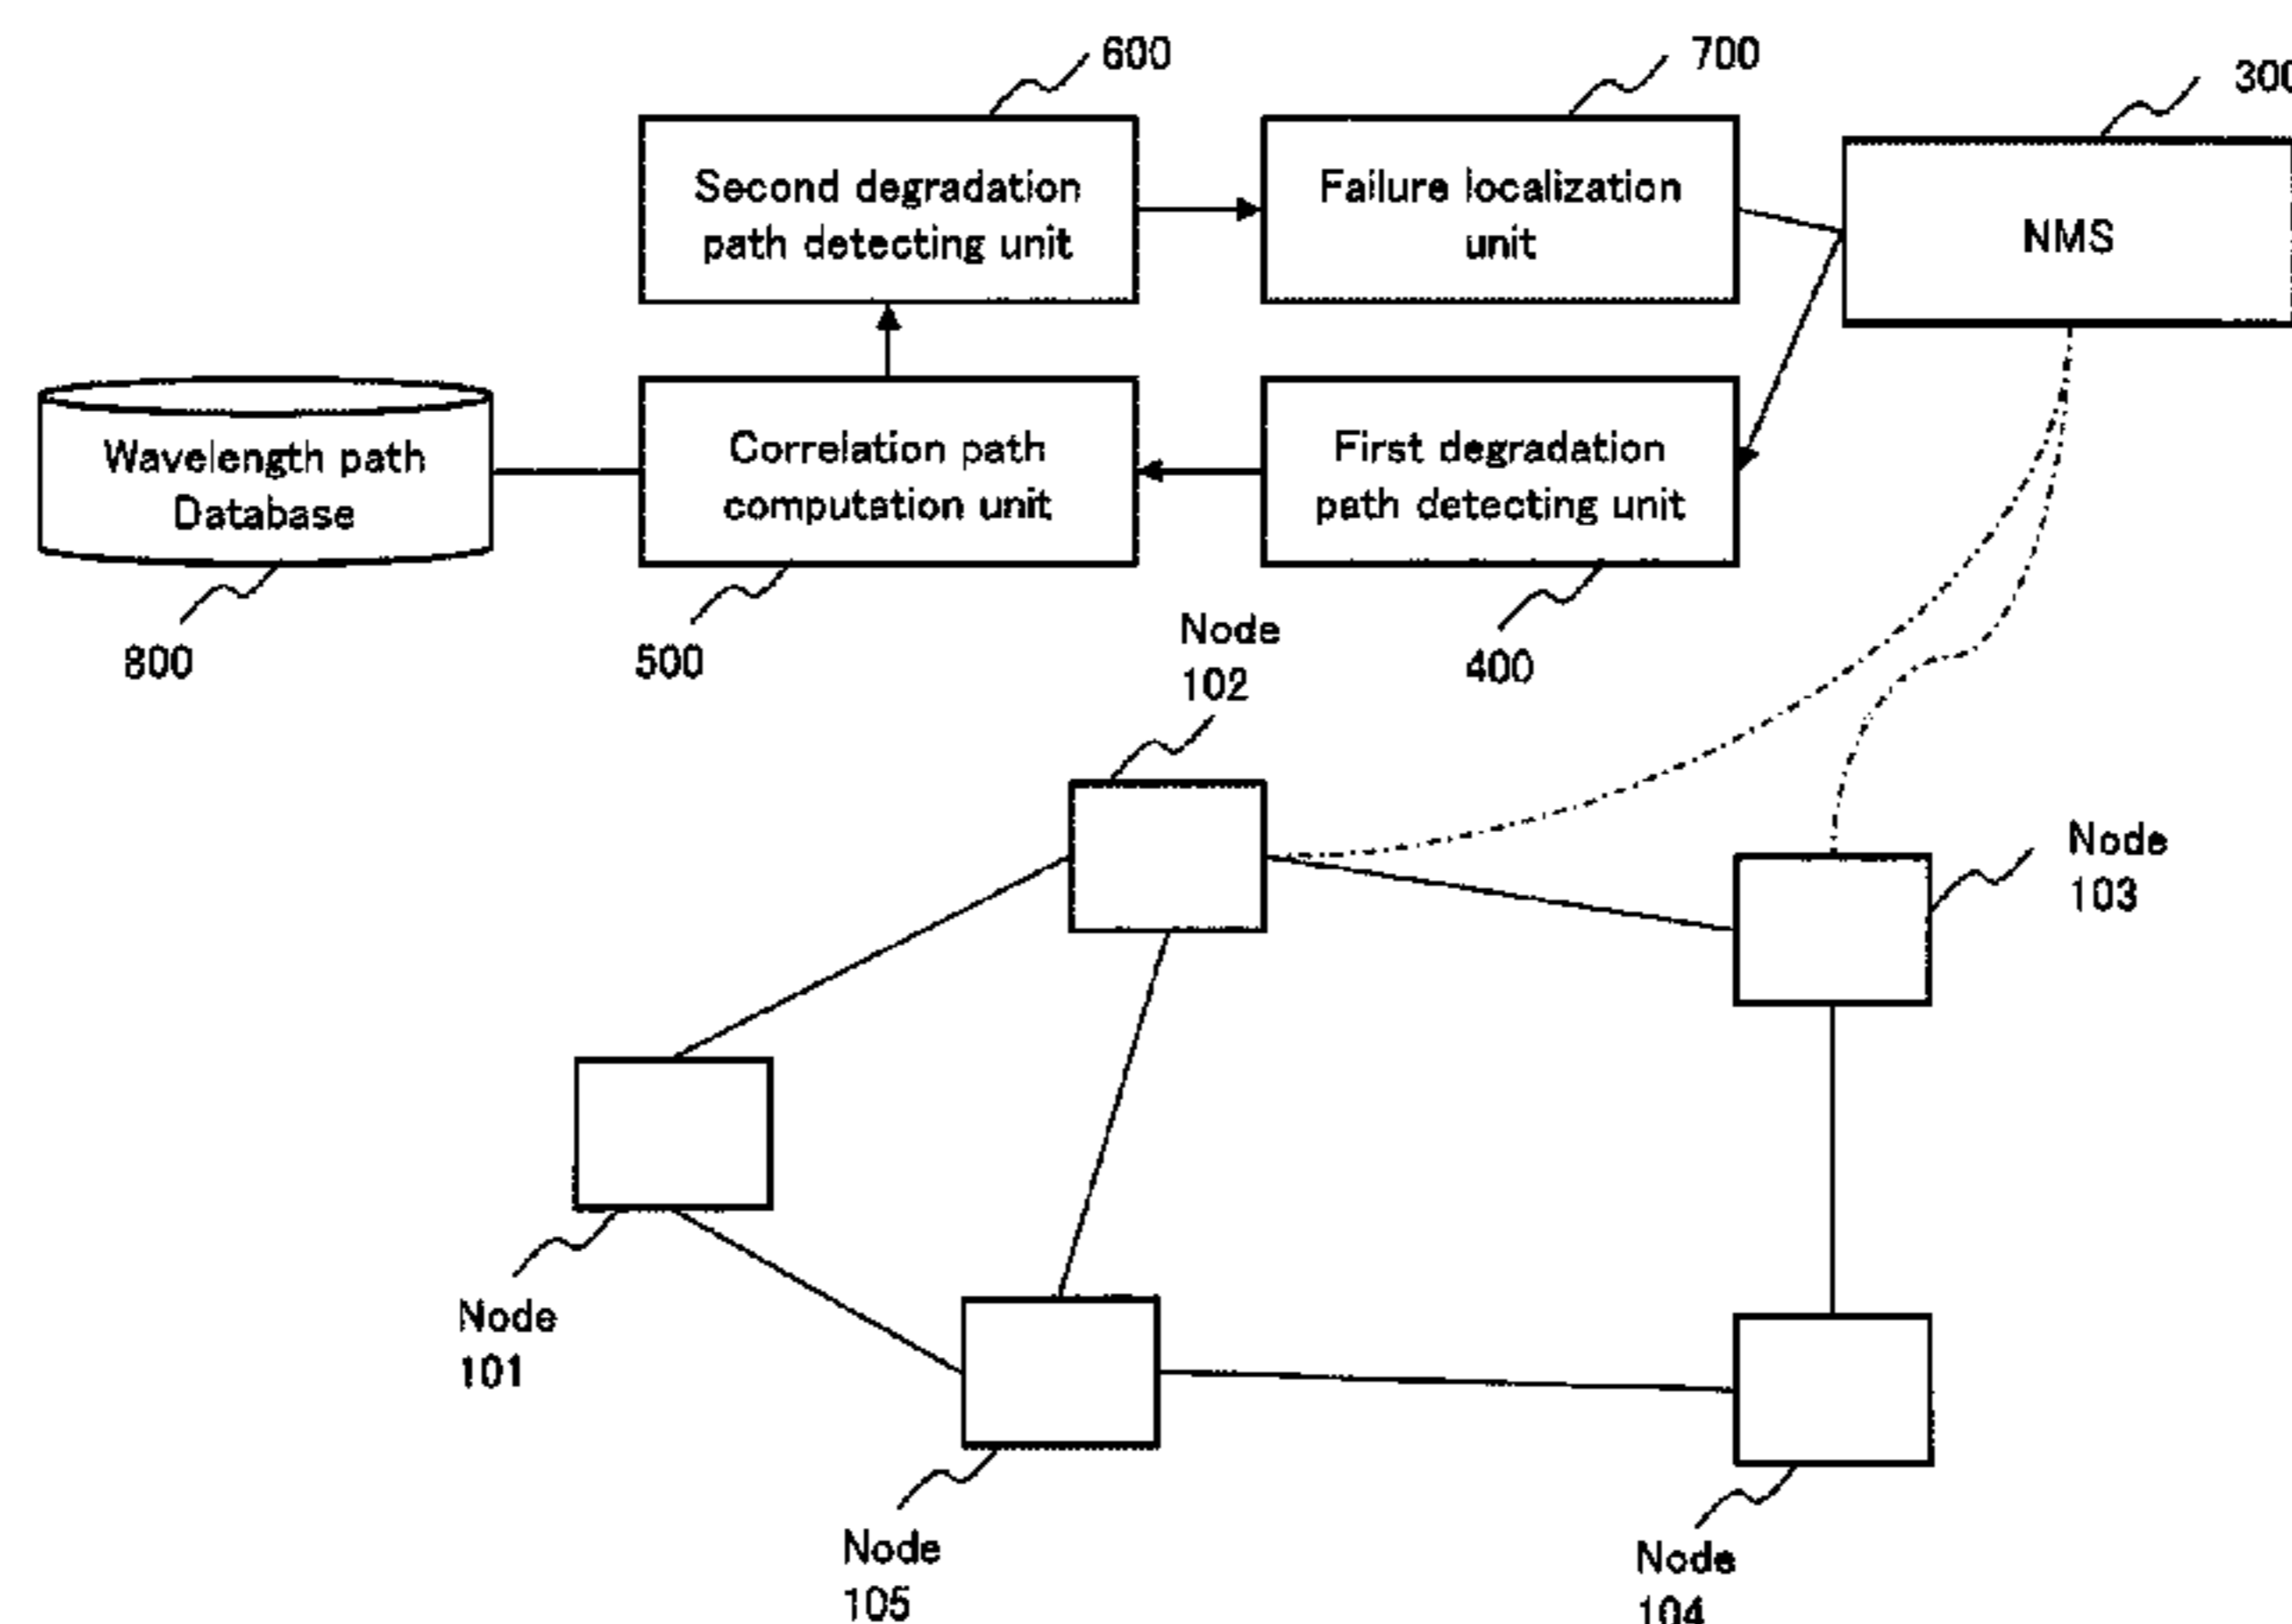 600
700
300
Second degradation
path detecting unit
Failure localization
unit
NMS
Wavelength path
Database
Correlation path
computation unit
First degradation
path detecting unit
800
500
400
Node
102
Node
103
Node
101
Node
105
Node
104